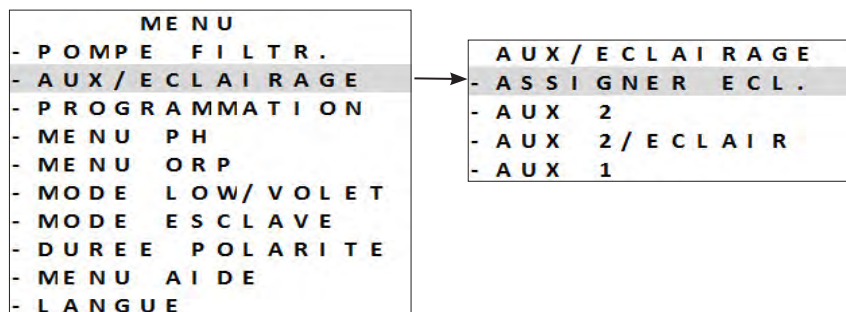 MENU
- POMPE FILTR.
- AUX/ECLAIRAGE
- PROGRAMMATION
- MENU PH
- MENU ORP
- MODE LOW/VOLET
- MODE ESCLAVE
- DUREE POLARITE
- MENU AIDE
- LANGUE
AUX/ECLAIRAGE
- ASSIGNER ECL.
- AUX 2
- AUX 2/ECLAIR
- AUX 1